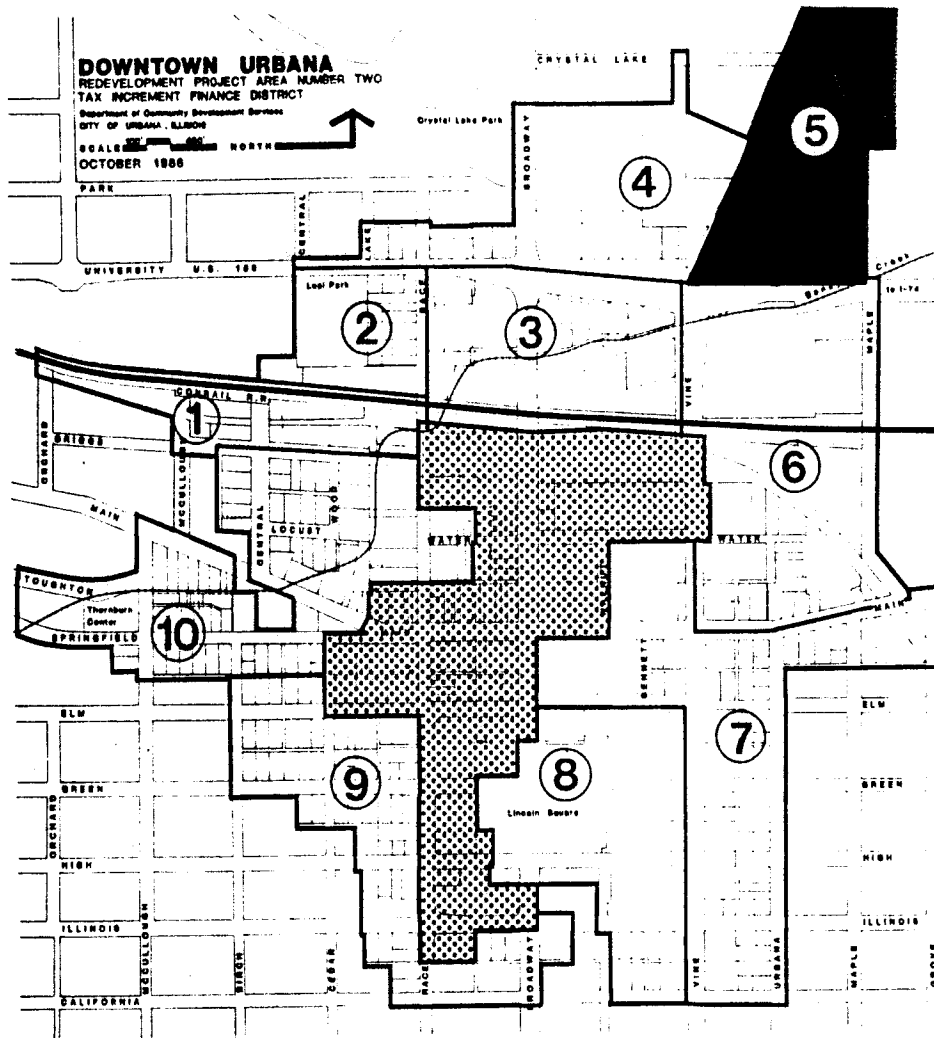 DOWNTOWN URBANA
REDEVELOPMENT PROJECT AREA NUMBER TWO
TAX INCREMENT FINANCE DISTRICT
Department of Community Development Services
CITY OF URBANA, ILLINOIS
SCALE NORTH
OCTOBER 1986
CRYSTAL LAKE
Crystal Lake Park
BROADWAY
5
4
PARK
CENTRAL
LAKE
UNIVERSITY U.S. 150
Leal Park
RACE
Creek
to I-74
2
3
MAPLE
VINE
CONRAIL R.R.
1
ORCHARD
BRIGGS
McCULLOUGH
6
MAIN
CENTRAL
LOCUST
WOOD
WATER
WATER
TOUGHTON
Thornburn
Center
MAIN
SPRINGFIELD
10
BENNETT
ELM
ELM
7
9
8
GREEN
GREEN
Lincoln Square
ORCHARD
HIGH
HIGH
ILLINOIS
ILLINOIS
McCULLOUGH
BIRCH
CEDAR
RACE
BROADWAY
VINE
URBANA
MAPLE
GROVE
CALIFORNIA